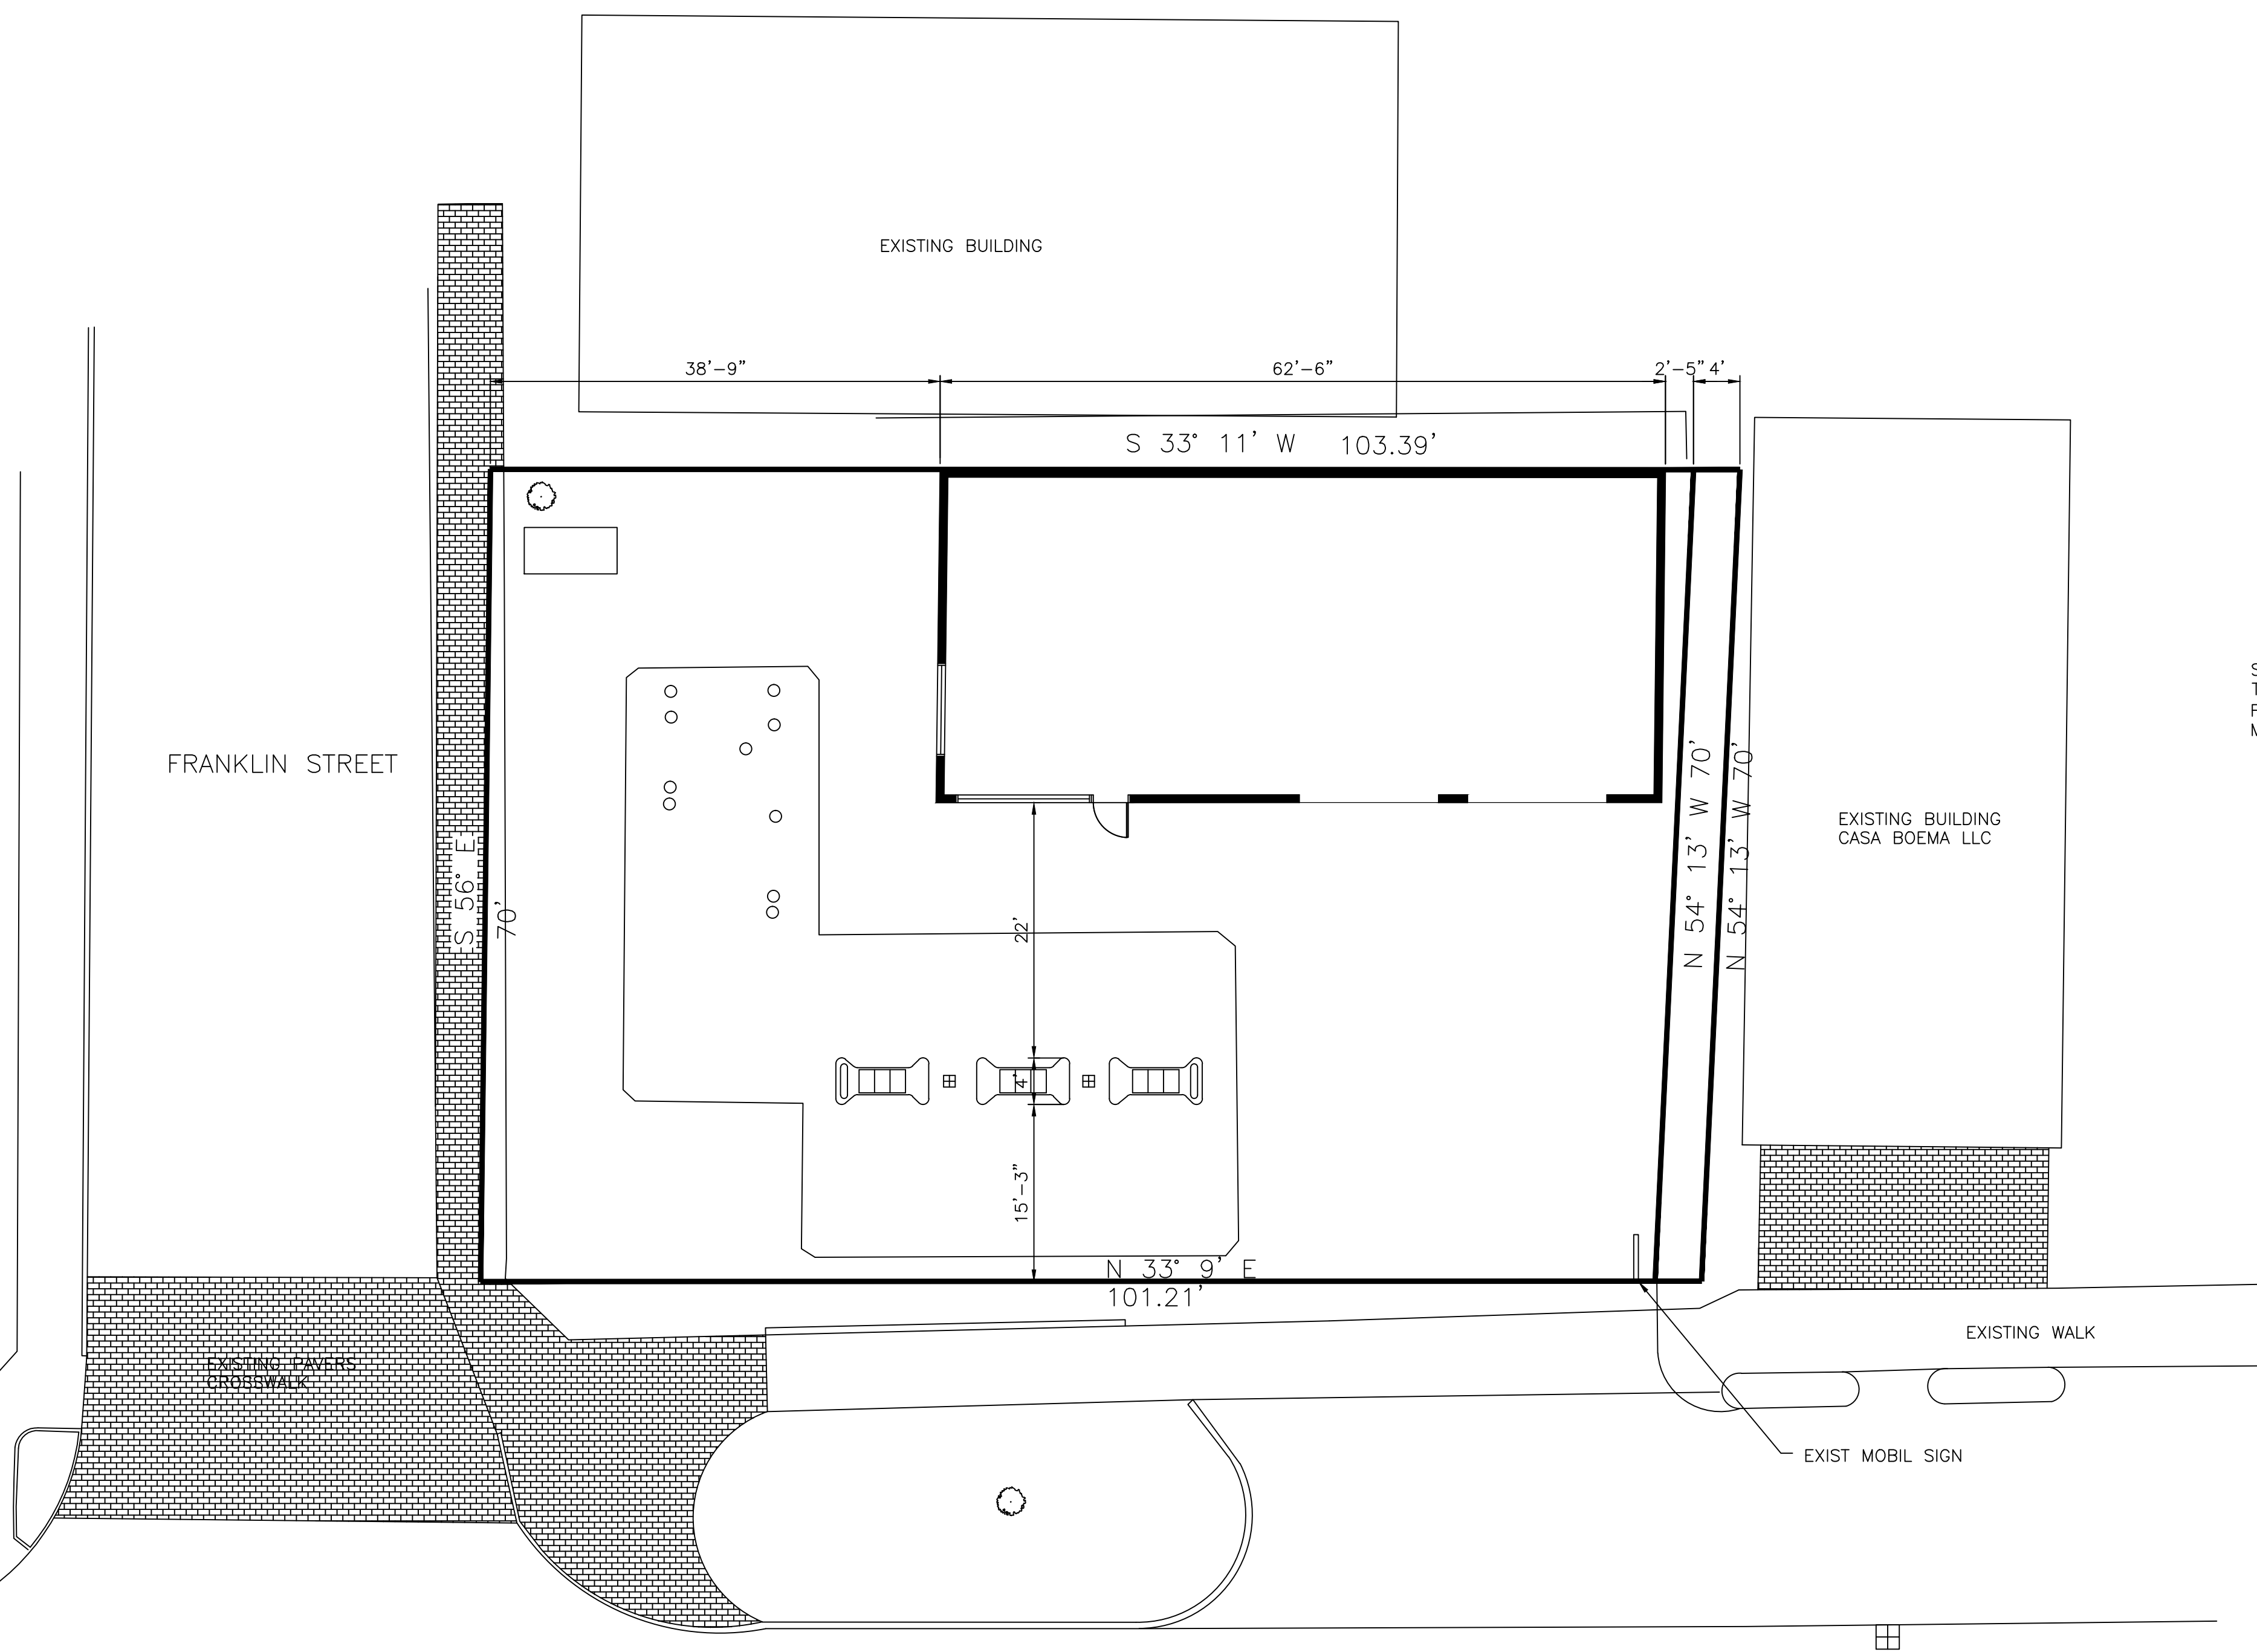 EXISTING BUILDING
38'-9"
62'-6"
2'-5"
4'
S 33° 11' W 103.39'
FRANKLIN STREET
S 56° E
70'
22'
4'
15'-3"
N 54° 13' W 70'
N 54° 13' W 70'
EXISTING BUILDING
CASA BOEMA LLC
N 33° 9' E
101.21'
EXISTING WALK
EXISTING PAVERS
CROSSWALK
EXIST MOBIL SIGN